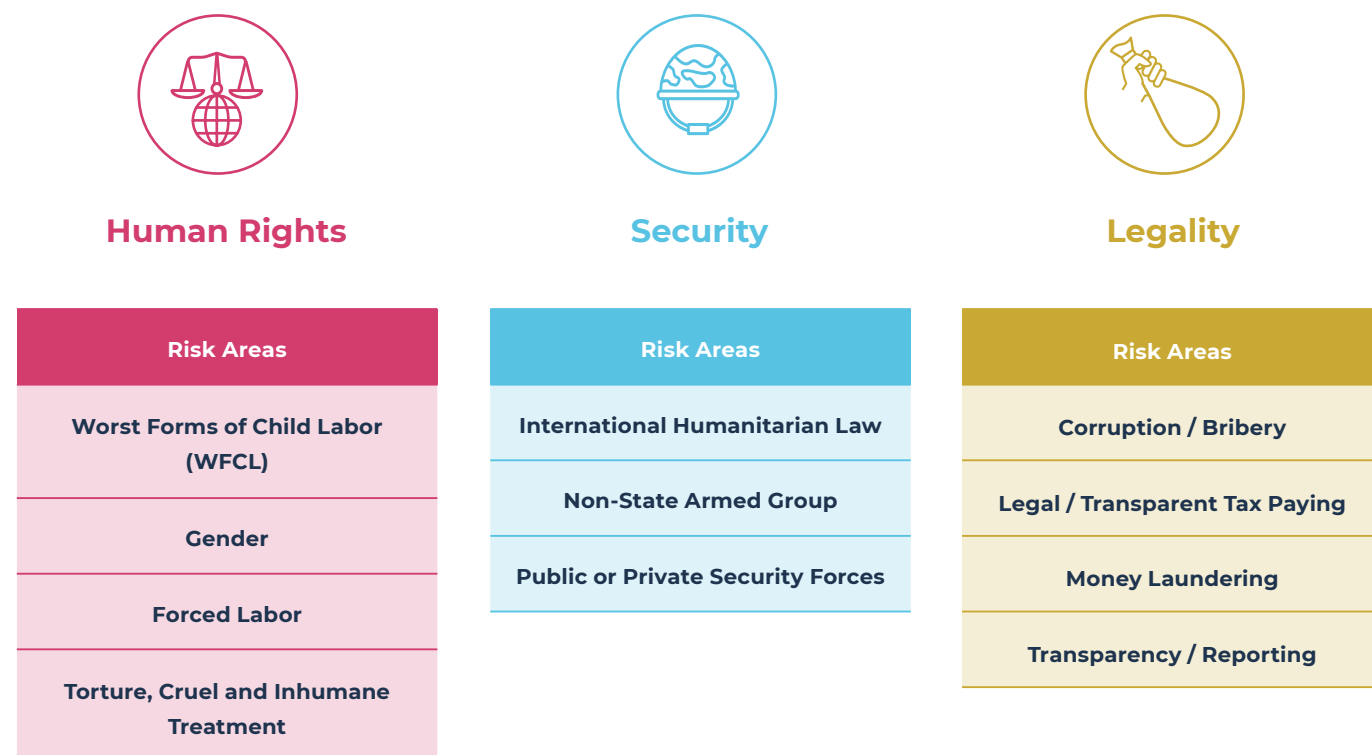 Human Rights
Risk Areas
Worst Forms of Child Labor
(WFCL)
Gender
Forced Labor
Torture, Cruel and Inhumane
Treatment
Security
Risk Areas
International Humanitarian Law
Non-State Armed Group
Public or Private Security Forces
Legality
Risk Areas
Corruption / Bribery
Legal / Transparent Tax Paying
Money Laundering
Transparency / Reporting